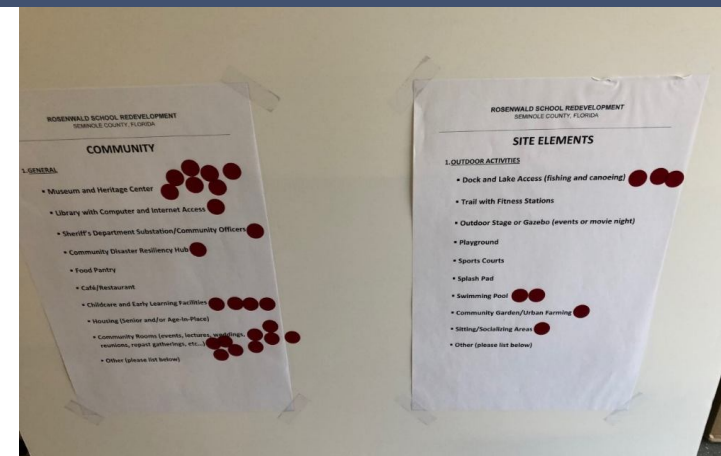 ROSENWALD SCHOOL REDEVELOPMENT
SEMINOLE COUNTY, FLORIDA
COMMUNITY
1.GENERAL
• Museum and Heritage Center
• Library with Computer and Internet Access
• Sheriff's Department Substation/Community Officers
• Community Disaster Resiliency Hub
• Food Pantry
• Café/Restaurant
• Childcare and Early Learning Facilities
• Housing (Senior and/or Age-In-Place)
• Community Rooms (events, lectures, weddings,
reunions, repast gatherings, etc...)
• Other (please list below)
ROSENWALD SCHOOL REDEVELOPMENT
SEMINOLE COUNTY, FLORIDA
SITE ELEMENTS
1.OUTDOOR ACTIVITIES
• Dock and Lake Access (fishing and canoeing)
• Trail with Fitness Stations
• Outdoor Stage or Gazebo (events or movie night)
• Playground
• Sports Courts
• Splash Pad
• Swimming Pool
• Community Garden/Urban Farming
• Sitting/Socializing Areas
• Other (please list below)